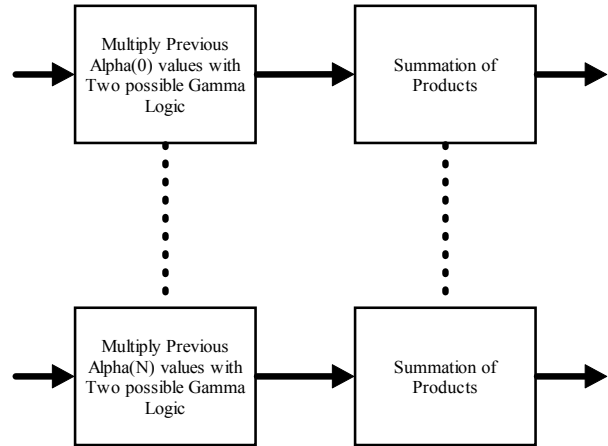 Multiply Previous
Alpha(0) values with
Two possible Gamma
Logic
Summation of
Products
Multiply Previous
Alpha(N) values with
Two possible Gamma
Logic
Summation of
Products